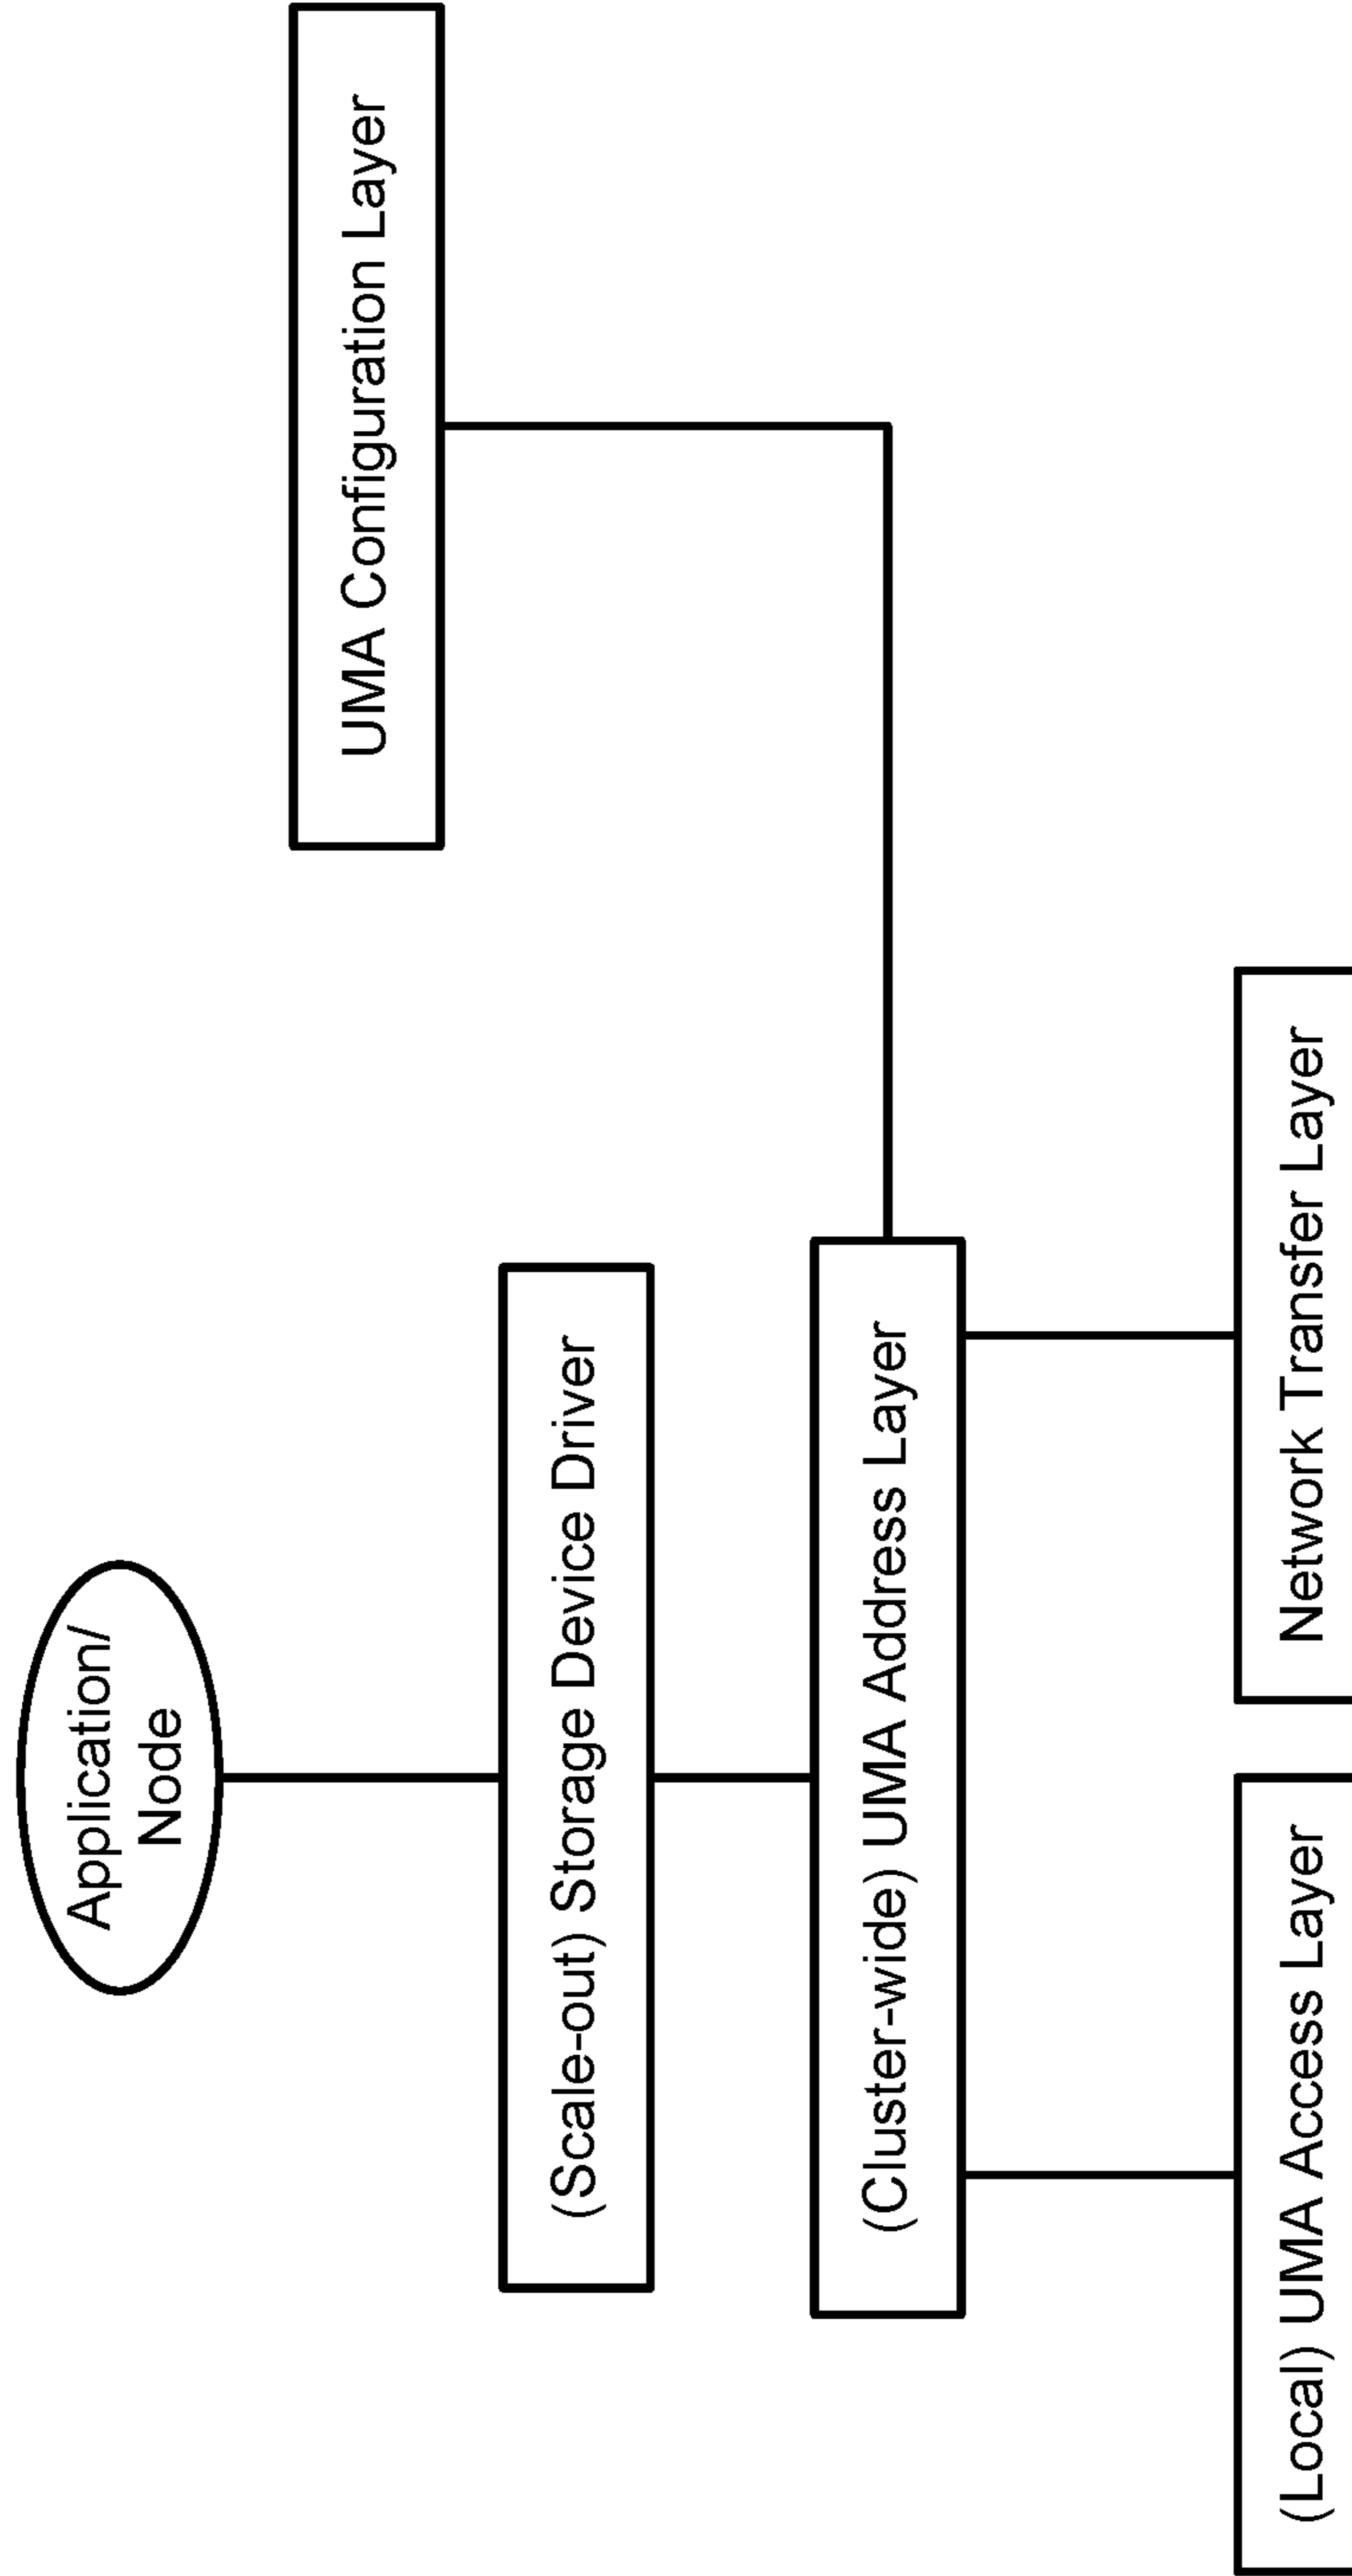 Application/
Node
UMA Configuration Layer
(Scale-out) Storage Device Driver
(Cluster-wide) UMA Address Layer
(Local) UMA Access Layer
Network Transfer Layer